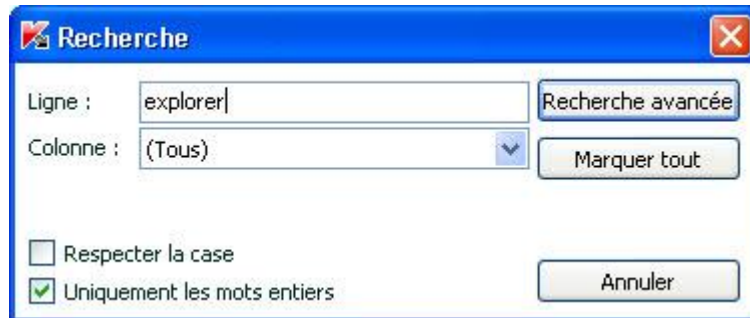 Recherche
Ligne : explorer Recherche avancée
Colonne : (Tous) Marquer tout
Respecter la case
Uniquement les mots entiers Annuler